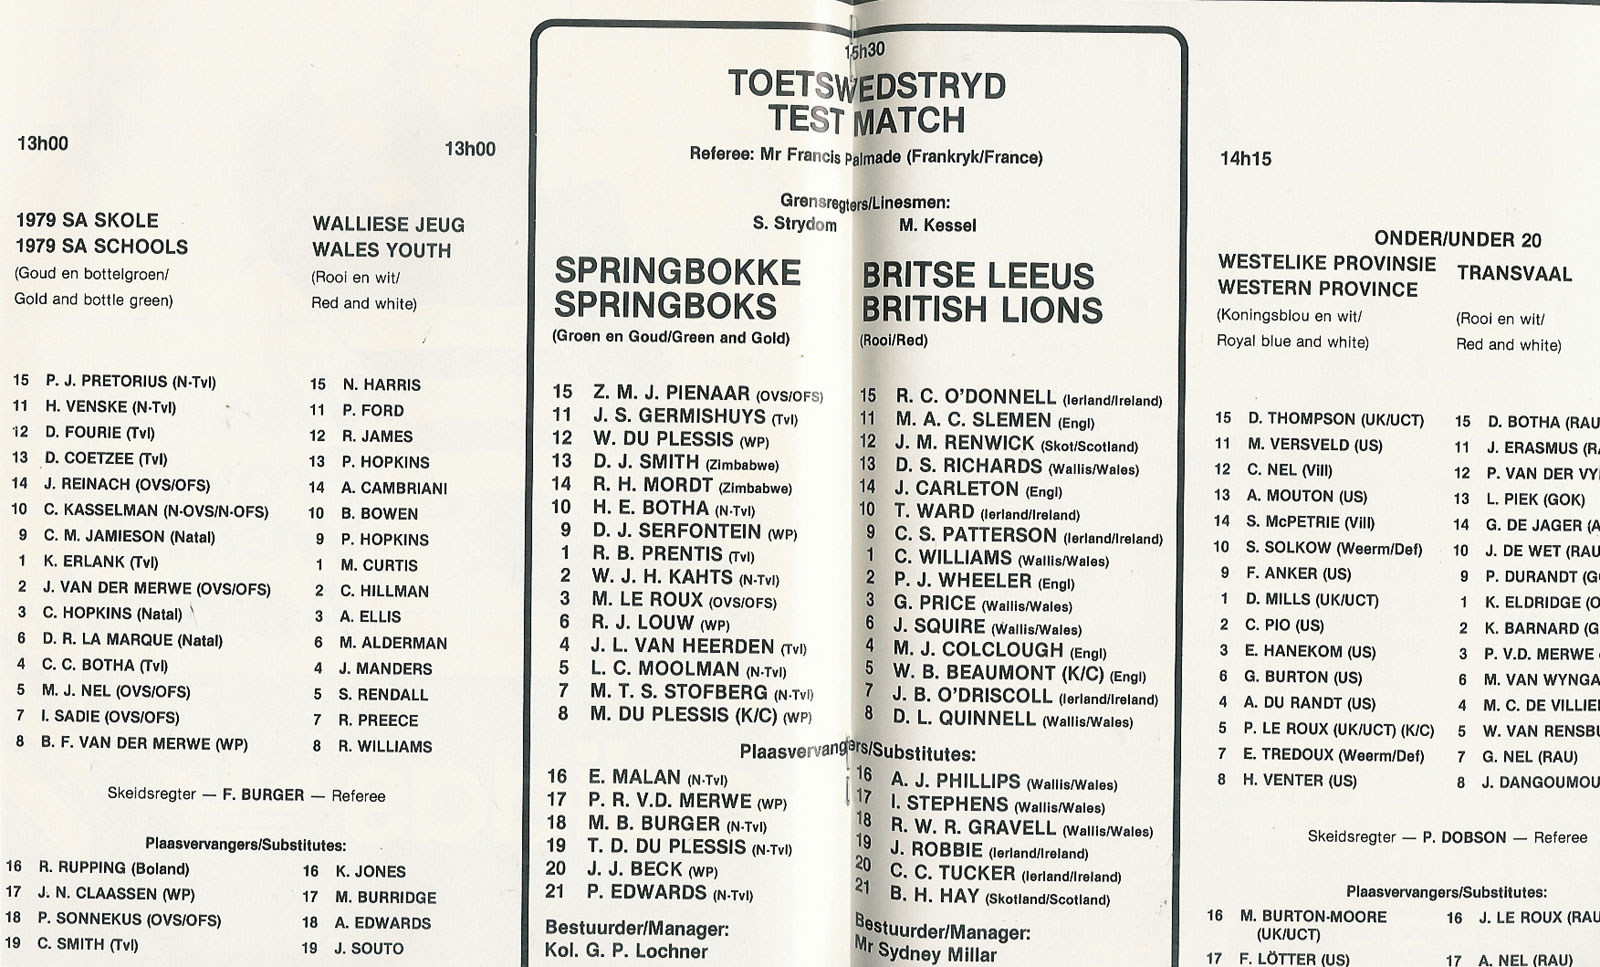 13h00
13h00
1979 SA SKOLE
1979 SA SCHOOLS
(Goud en bottelgroen/
Gold and bottle green)
WALLIESE JEUG
WALES YOUTH
(Rooi en wit/
Red and white)
15 P. J. PRETORIUS (N-Tvl)
11 H. VENSKE (N-Tvl)
12 D. FOURIE (Tvl)
13 D. COETZEE (Tvl)
14 J. REINACH (OVS/OFS)
10 C. KASSELMAN (N-OVS/N-OFS)
9 C. M. JAMIESON (Natal)
1 K. ERLANK (Tvl)
2 J. VAN DER MERWE (OVS/OFS)
3 C. HOPKINS (Natal)
6 D. R. LA MARQUE (Natal)
4 C. C. BOTHA (Tvl)
5 M. J. NEL (OVS/OFS)
7 I. SADIE (OVS/OFS)
8 B. F. VAN DER MERWE (WP)
15 N. HARRIS
11 P. FORD
12 R. JAMES
13 P. HOPKINS
14 A. CAMBRIANI
10 B. BOWEN
9 P. HOPKINS
1 M. CURTIS
2 C. HILLMAN
3 A. ELLIS
6 M. ALDERMAN
4 J. MANDERS
5 S. RENDALL
7 R. PREECE
8 R. WILLIAMS
Skeidsregter — F. BURGER — Referee
Plaasvervangers/Substitutes:
16 R. RUPPING (Boland)
17 J. N. CLAASSEN (WP)
18 P. SONNEKUS (OVS/OFS)
19 C. SMITH (Tvl)
16 K. JONES
17 M. BURRIDGE
18 A. EDWARDS
19 J. SOUTO
15h30
TOETSWEDSTRYD
TEST MATCH
Referee: Mr Francis Palmade (Frankryk/France)
Grensregters/Linesmen:
S. Strydom M. Kessel
SPRINGBOKKE
SPRINGBOKS
(Groen en Goud/Green and Gold)
15 Z. M. J. PIENAAR (OVS/OFS)
11 J. S. GERMISHUYS (Tvl)
12 W. DU PLESSIS (WP)
13 D. J. SMITH (Zimbabwe)
14 R. H. MORDT (Zimbabwe)
10 H. E. BOTHA (N-Tvl)
9 D. J. SERFONTEIN (WP)
1 R. B. PRENTIS (Tvl)
2 W. J. H. KAHTS (N-Tvl)
3 M. LE ROUX (OVS/OFS)
6 R. J. LOUW (WP)
4 J. L. VAN HEERDEN (Tvl)
5 L. C. MOOLMAN (N-Tvl)
7 M. T. S. STOFBERG (N-Tvl)
8 M. DU PLESSIS (K/C) (WP)
BRITSE LEEUS
BRITISH LIONS
(Rooi/Red)
15 R. C. O'DONNELL (Ierland/Ireland)
11 M. A. C. SLEMEN (Engl)
12 J. M. RENWICK (Skot/Scotland)
13 D. S. RICHARDS (Wallis/Wales)
14 J. CARLETON (Engl)
10 T. WARD (Ierland/Ireland)
9 C. S. PATTERSON (Ierland/Ireland)
1 C. WILLIAMS (Wallis/Wales)
2 P. J. WHEELER (Engl)
3 G. PRICE (Wallis/Wales)
6 J. SQUIRE (Wallis/Wales)
4 M. J. COLCLOUGH (Engl)
5 W. B. BEAUMONT (K/C) (Engl)
7 J. B. O'DRISCOLL (Ierland/Ireland)
8 D. L. QUINNELL (Wallis/Wales)
Plaasvervangers/Substitutes:
16 E. MALAN (N-Tvl)
17 P. R. V.D. MERWE (WP)
18 M. B. BURGER (N-Tvl)
19 T. D. DU PLESSIS (N-Tvl)
20 J. J. BECK (WP)
21 P. EDWARDS (N-Tvl)
Bestuurder/Manager:
Kol. G. P. Lochner
16 A. J. PHILLIPS (Wallis/Wales)
17 I. STEPHENS (Wallis/Wales)
18 R. W. R. GRAVELL (Wallis/Wales)
19 J. ROBBIE (Ierland/Ireland)
20 C. C. TUCKER (Ierland/Ireland)
21 B. H. HAY (Skotland/Scotland)
Bestuurder/Manager:
Mr Sydney Millar
14h15
ONDER/UNDER 20
WESTELIKE PROVINSIE
WESTERN PROVINCE
(Koningsblou en wit/
Royal blue and white)
TRANSVAAL
(Rooi en wit/
Red and white)
15 D. THOMPSON (UK/UCT)
11 M. VERSVELD (US)
12 C. NEL (Vill)
13 A. MOUTON (US)
14 S. McPETRIE (Vill)
10 S. SOLKOW (Weerm/Def)
9 F. ANKER (US)
1 D. MILLS (UK/UCT)
2 C. PIO (US)
3 E. HANEKOM (US)
6 G. BURTON (US)
4 A. DU RANDT (US)
5 P. LE ROUX (UK/UCT) (K/C)
7 E. TREDOUX (Weerm/Def)
8 H. VENTER (US)
15 D. BOTHA (RAU
11 J. ERASMUS (R
12 P. VAN DER VY
13 L. PIEK (GOK)
14 G. DE JAGER (
10 J. DE WET (RAU
9 P. DURANDT (G
1 K. ELDRIDGE (
2 K. BARNARD (G
3 P. V.D. MERWE
6 M. VAN WYNGA
4 M. C. DE VILLIE
5 W. VAN RENSB
7 G. NEL (RAU)
8 J. DANGOUMOU
Skeidsregter — P. DOBSON — Referee
Plaasvervangers/Substitutes:
16 M. BURTON-MOORE
(UK/UCT)
17 F. LÖTTER (US)
16 J. LE ROUX (RAU
17 A. NEL (RAU)